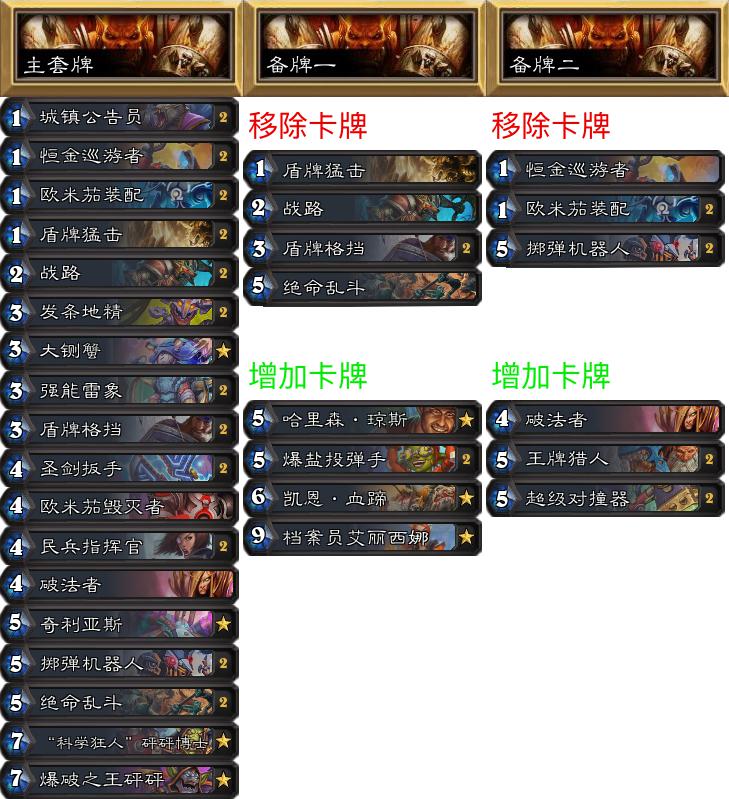 主套牌
1 城镇公告员 2
1 恒金巡游者 2
1 欧米茄装配 2
1 盾牌猛击 2
2 战路 2
3 发条地精 2
3 大铡蟹
3 强能雷象 2
3 盾牌格挡 2
4 圣剑扳手 2
4 欧米茄毁灭者
4 民兵指挥官 2
4 破法者
5 奇利亚斯
5 掷弹机器人 2
5 绝命乱斗 2
7 “科学狂人”砰砰博士
7 爆破之王砰砰
备牌一
移除卡牌
1 盾牌猛击
2 战路
3 盾牌格挡 2
5 绝命乱斗
增加卡牌
5 哈里森·琼斯
5 爆盐投弹手 2
6 凯恩·血蹄
9 档案员艾丽西娜
备牌二
移除卡牌
1 恒金巡游者
1 欧米茄装配 2
5 掷弹机器人 2
增加卡牌
4 破法者
5 王牌猎人 2
5 超级对撞器 2